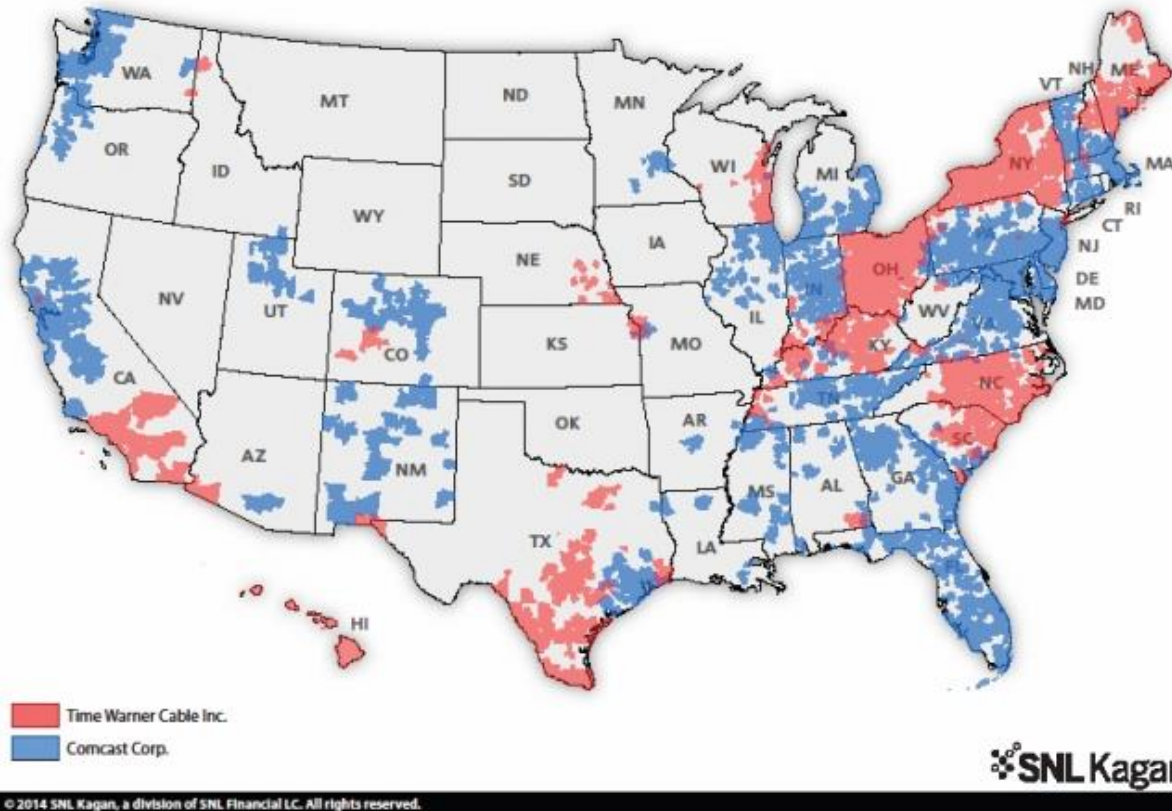 WA
MT
ND
MN
VT
NH
ME
OR
ID
SD
WI
MI
NY
MA
WY
RI
CT
IA
NE
NJ
OH
NV
UT
IN
DE
IL
WV
MD
VA
CO
KS
MO
KY
CA
NC
TN
OK
AR
SC
AZ
NM
MS
AL
GA
TX
LA
HI
Time Warner Cable Inc.
Comcast Corp.
SNL Kagan
© 2014 SNL Kagan, a division of SNL Financial LC. All rights reserved.